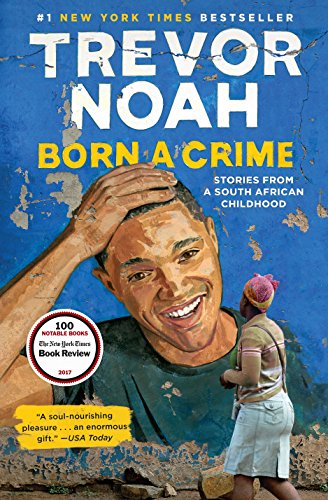 #1 NEW YORK TIMES BESTSELLER
TREVOR
NOAH
BORN A CRIME
STORIES FROM
A SOUTH AFRICAN
CHILDHOOD
100
NOTABLE BOOKS
The New York Times
Book Review
2017
“A soul-nourishing
pleasure . . . an enormous
gift.” —USA Today